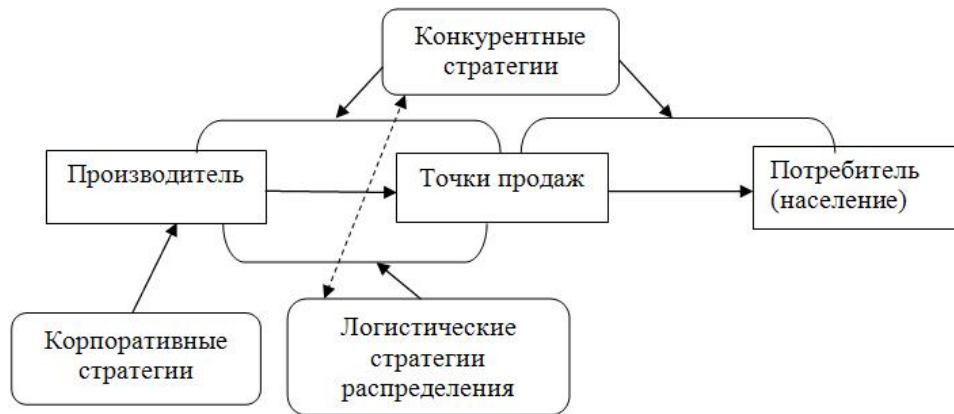 Конкурентные
стратегии
Производитель
Точки продаж
Потребитель
(население)
Корпоративные
стратегии
Логистические
стратегии
распределения